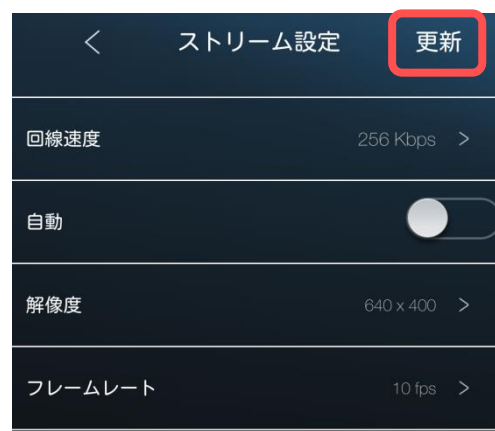 < ストリーム設定 更新
回線速度 256 Kbps >
自動
解像度 640 x 400 >
フレームレート 10 fps >